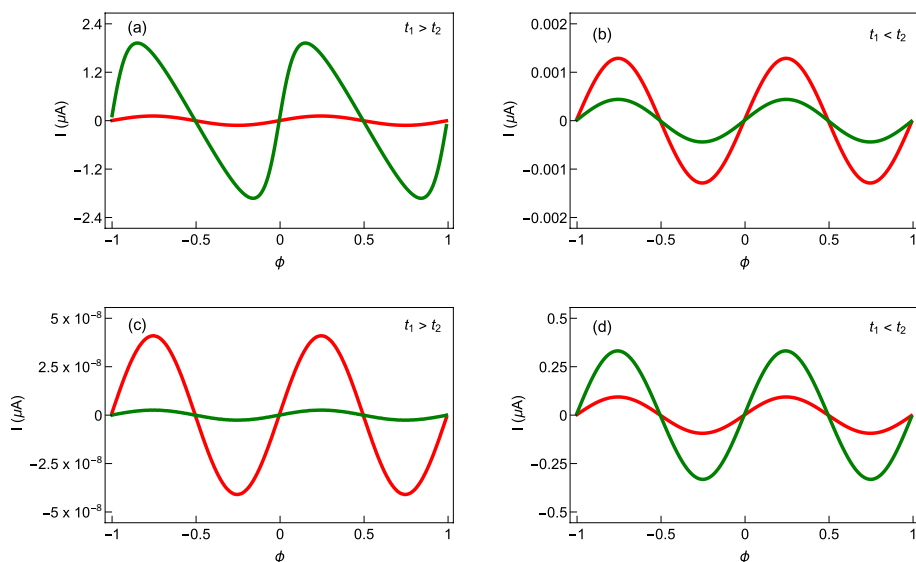 (a) t₁ > t₂
2.4
1.2
0
−1.2
−2.4
I (μA)
−1 −0.5 0 0.5 1
ϕ
(b) t₁ < t₂
0.002
0.001
0
−0.001
−0.002
I (μA)
−1 −0.5 0 0.5 1
ϕ
(c) t₁ > t₂
5 x 10⁻⁸
2.5 x 10⁻⁸
0
−2.5 x 10⁻⁸
−5 x 10⁻⁸
I (μA)
−1 −0.5 0 0.5 1
ϕ
(d) t₁ < t₂
0.5
0.25
0
−0.25
−0.5
I (μA)
−1 −0.5 0 0.5 1
ϕ